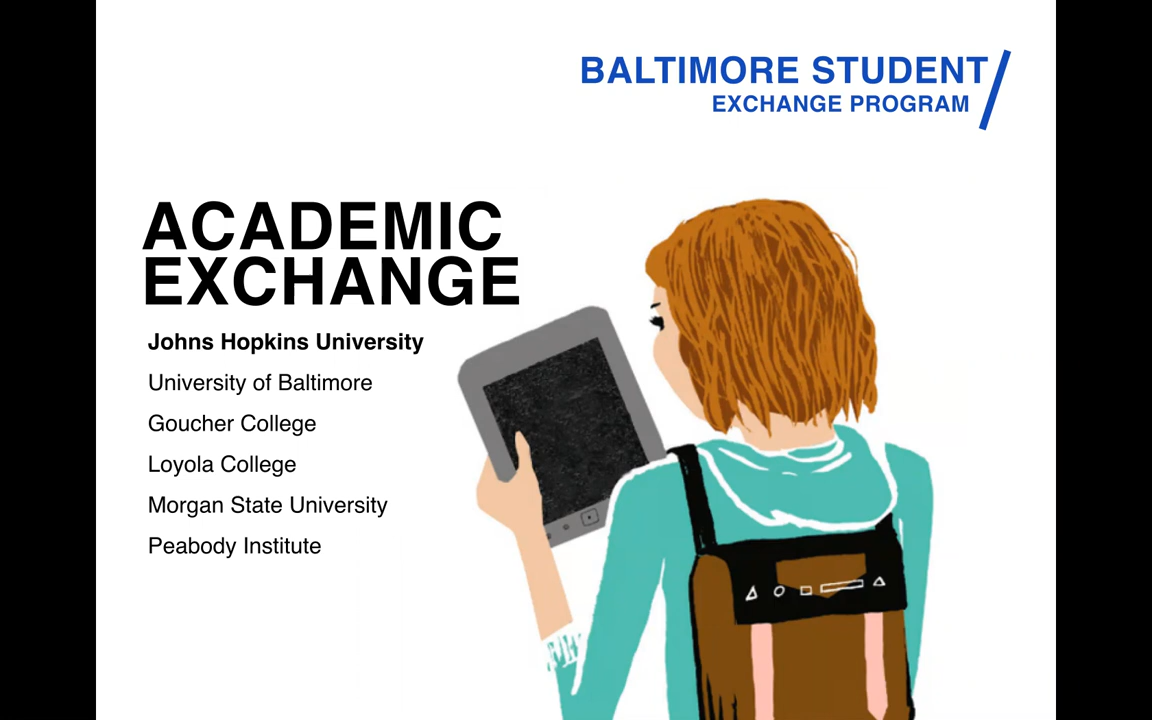 BALTIMORE STUDENT
EXCHANGE PROGRAM
ACADEMIC
EXCHANGE
Johns Hopkins University
University of Baltimore
Goucher College
Loyola College
Morgan State University
Peabody Institute